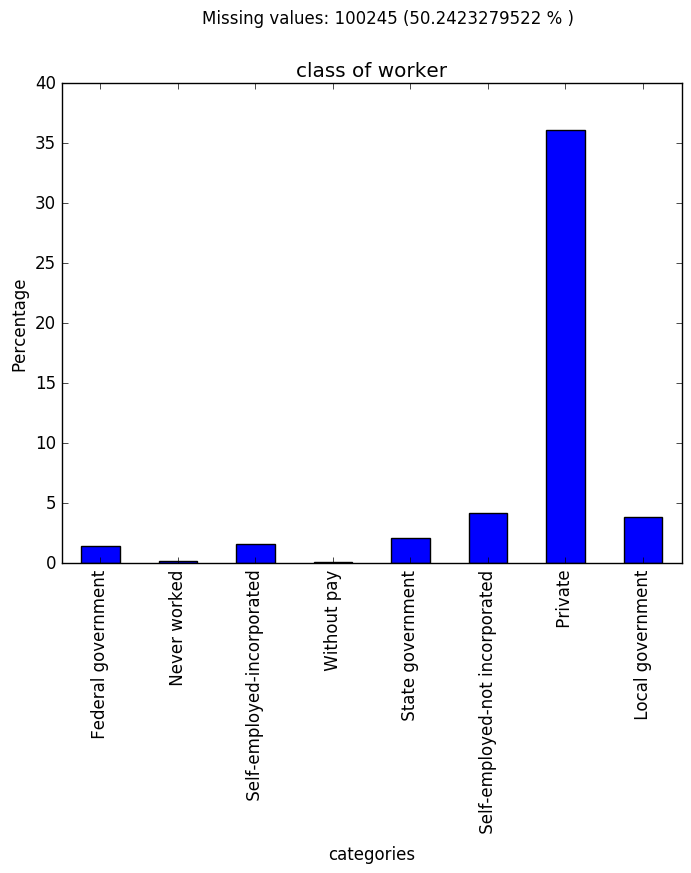 Missing values: 100245 (50.2423279522 % )
class of worker
40
35
30
25
20
15
10
5
0
Percentage
Federal government
Never worked
Self-employed-incorporated
Without pay
State government
Self-employed-not incorporated
Private
Local government
categories